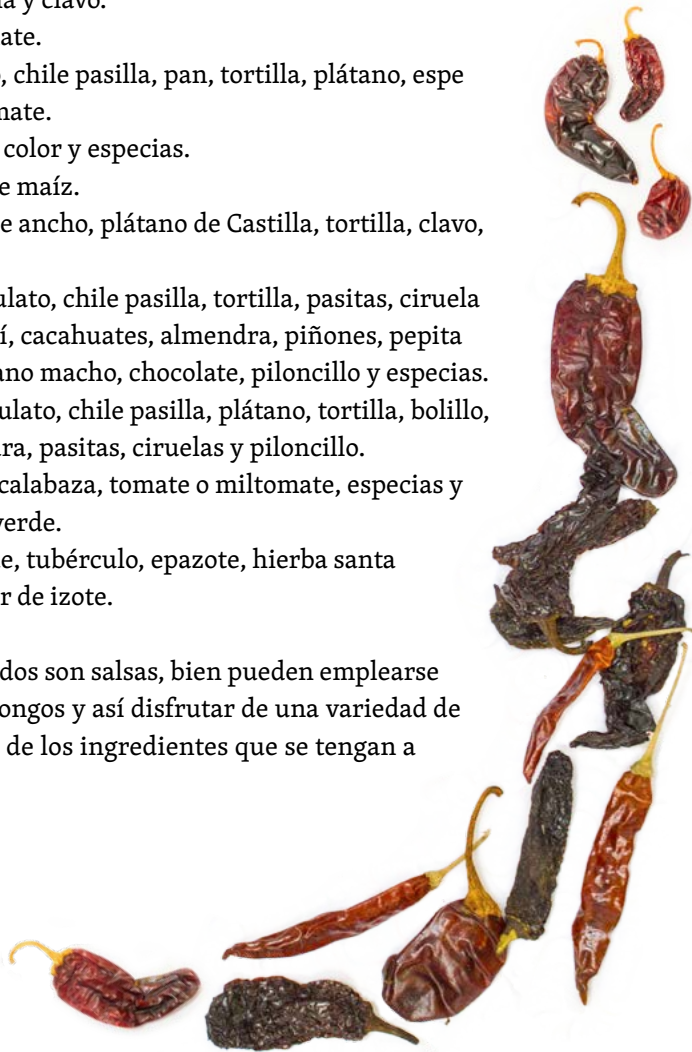 y clavo.
ate.
, chile pasilla, pan, tortilla, plátano, espe
mate.
color y especias.
e maíz.
e ancho, plátano de Castilla, tortilla, clavo,
ulato, chile pasilla, tortilla, pasitas, ciruela
í, cacahuates, almendra, piñones, pepita
ano macho, chocolate, piloncillo y especias.
ulato, chile pasilla, plátano, tortilla, bolillo,
ra, pasitas, ciruelas y piloncillo.
calabaza, tomate o miltomate, especias y
verde.
e, tubérculo, epazote, hierba santa
r de izote.
dos son salsas, bien pueden emplearse
ongos y así disfrutar de una variedad de
de los ingredientes que se tengan a